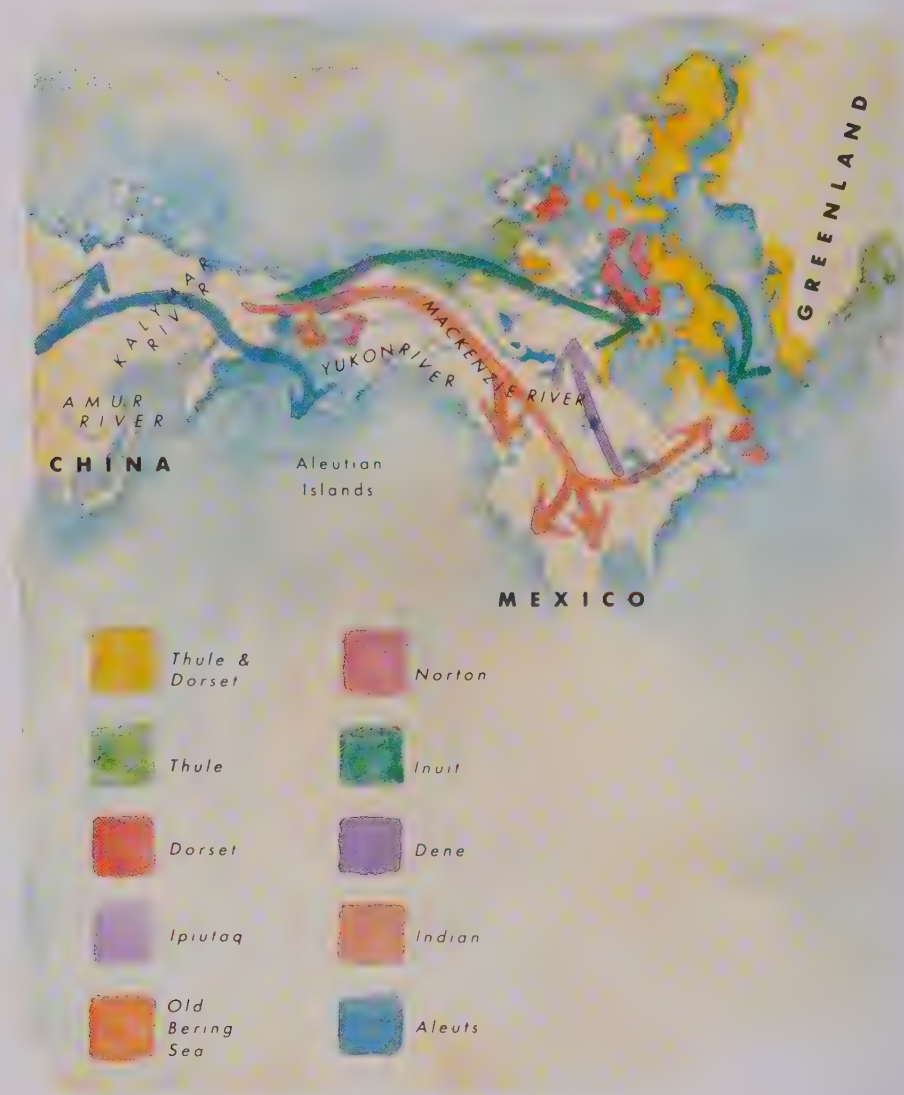 GREENLAND
KALYMAR
RIVER
MACKENZIE RIVER
YUKON RIVER
AMUR
RIVER
CHINA
Aleutian
Islands
MEXICO
Thule &
Dorset
Norton
Thule
Inuit
Dorset
Dene
Ipiutaq
Indian
Old
Bering
Sea
Aleuts